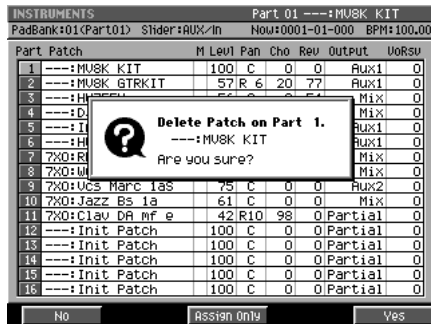 INSTRUMENTS Part 01 ---:MV8K KIT
PadBank:01(Part01) Slider:AUX/In Now:0001-01-000 BPM:100.00
Part Patch M Levl Pan Cho Rev Output VoRsv
1 ---:MV8K KIT 100 C 0 0 Aux1 0
2 ---:MV8K GTRKIT 57 R 6 20 77 Aux1 0
3 Mix 0
4 ---:D. Mix 0
5 ---:I Aux1 0
6 ---:H Aux1 0
7 7X0:R Mix 0
8 7X0: Mix 0
Delete Patch on Part 1.
---:MV8K KIT
Are you sure?
9 7X0:Vcs Marc 1aS 75 C 0 0 Aux2 0
10 7X0:Jazz Bs 1a 61 C 0 0 Mix 0
11 7X0:Clav DA mf e 42 R10 98 0 Partial 0
12 ---:Init Patch 100 C 0 0 Partial 0
13 ---:Init Patch 100 C 0 0 Partial 0
14 ---:Init Patch 100 C 0 0 Partial 0
15 ---:Init Patch 100 C 0 0 Partial 0
16 ---:Init Patch 100 C 0 0 Partial 0
No Assign Only Yes